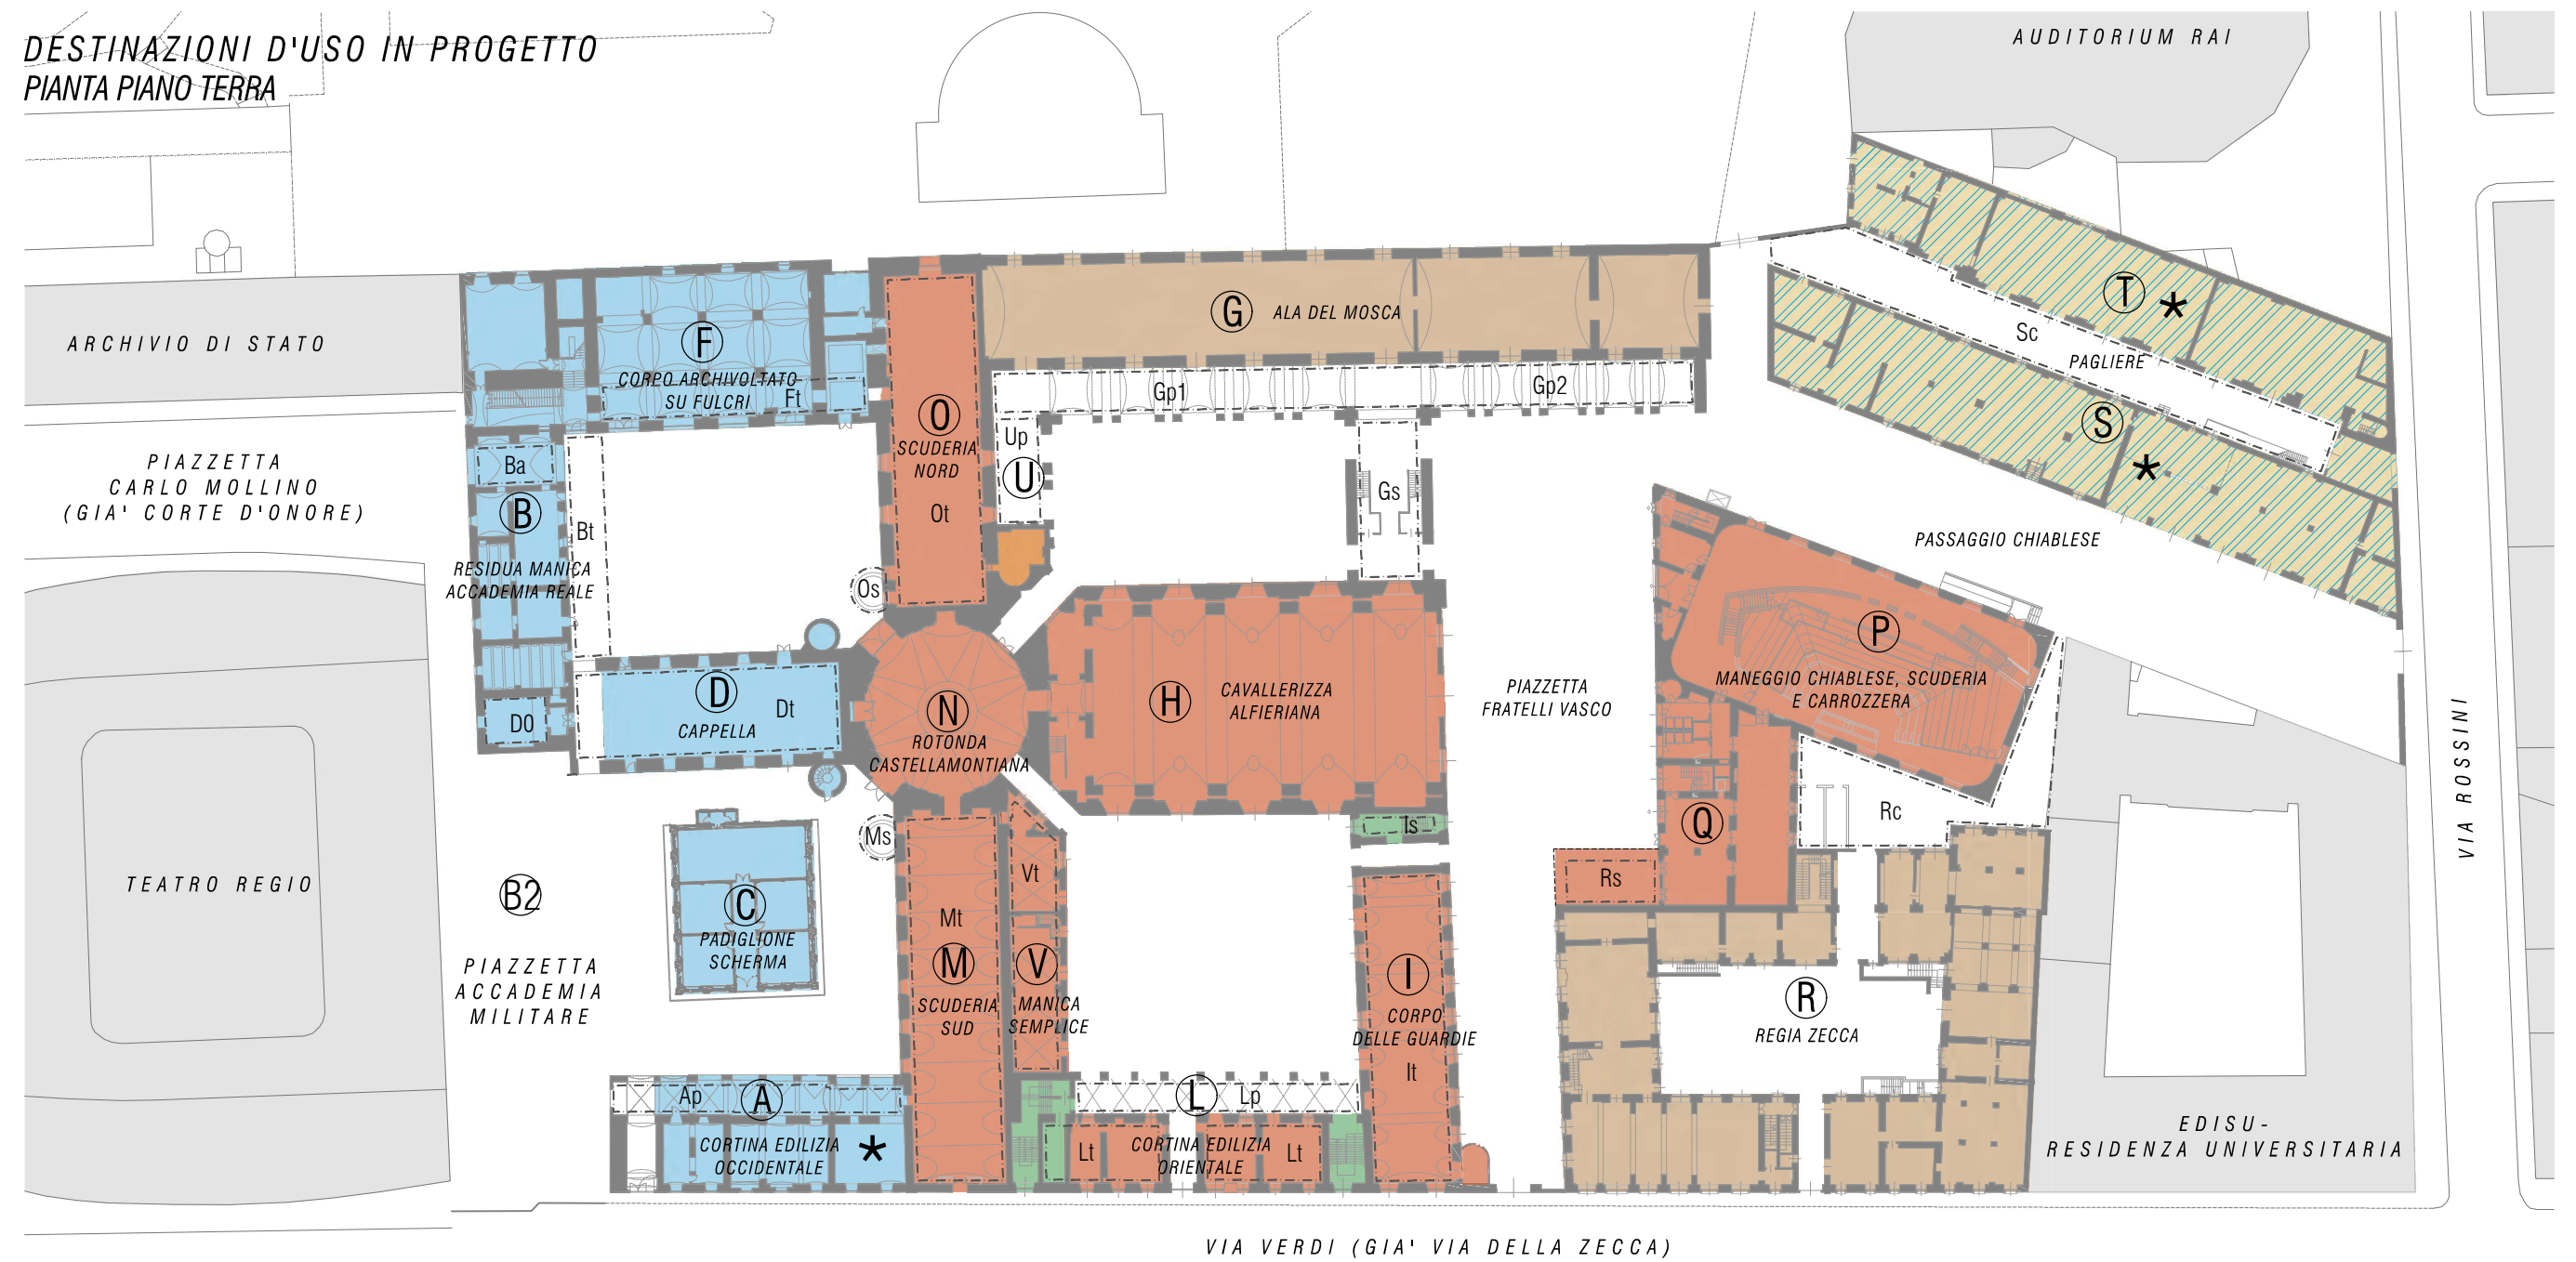 DESTINAZIONI D'USO IN PROGETTO
PIANTA PIANO TERRA
AUDITORIUM RAI
T
*
G
ALA DEL MOSCA
Sc
ARCHIVIO DI STATO
F
PAGLIERE
CORPO ARCHIVOLTATO
SU FULCRI
Ft
Gp1
Gp2
O
SCUDERIA
NORD
Ot
S
*
Up
U
PIAZZETTA
CARLO MOLLINO
(GIA' CORTE D'ONORE)
Ba
B
Bt
Gs
PASSAGGIO CHIABLESE
RESIDUA MANICA
ACCADEMIA REALE
Os
P
MANEGGIO CHIABLESE, SCUDERIA
E CARROZZERA
D
Dt
CAPPELLA
D0
N
ROTONDA
CASTELLAMONTIANA
H
CAVALLERIZZA
ALFIERIANA
PIAZZETTA
FRATELLI VASCO
VIA ROSSINI
Ms
Is
Q
Rc
TEATRO REGIO
B2
PIAZZETTA
ACCADEMIA
MILITARE
C
PADIGLIONE
SCHERMA
Vt
Mt
M
SCUDERIA
SUD
V
MANICA
SEMPLICE
Rs
I
CORPO
DELLE GUARDIE
It
R
REGIA ZECCA
Ap
A
CORTINA EDILIZIA
OCCIDENTALE
*
L
Lp
Lt
CORTINA EDILIZIA
ORIENTALE
Lt
EDISU-
RESIDENZA UNIVERSITARIA
VIA VERDI (GIA' VIA DELLA ZECCA)